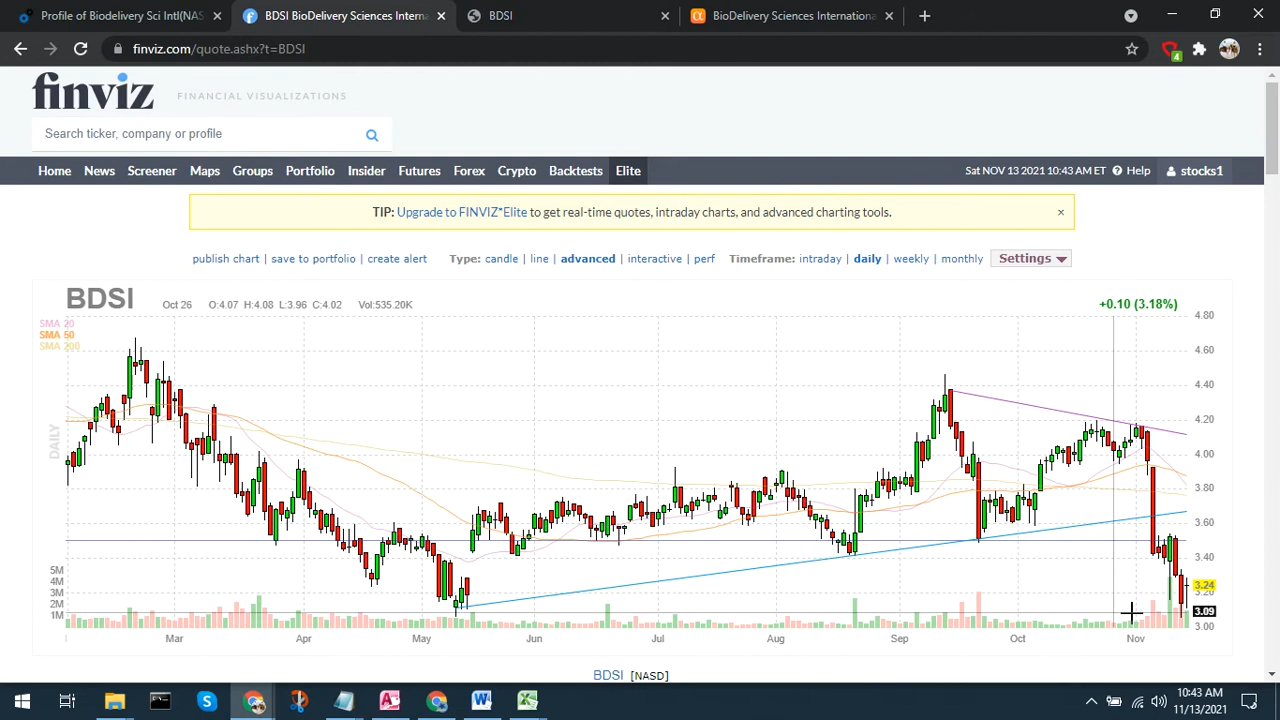 Profile of Biodelivery Sci Intl(NAS
BDSI BioDelivery Sciences Intern
BDSI
BioDelivery Sciences Internationa
finviz.com/quote.ashx?t=BDSI
4
finviz
FINANCIAL VISUALIZATIONS
Search ticker, company or profile
Home News Screener Maps Groups Portfolio Insider Futures Forex Crypto Backtests Elite Sat NOV 13 2021 10:43 AM ET Help stocks1
TIP: Upgrade to FINVIZ*Elite to get real-time quotes, intraday charts, and advanced charting tools. ×
publish chart | save to portfolio | create alert Type: candle | line | advanced | interactive | perf Timeframe: intraday | daily | weekly | monthly Settings
BDSI Oct 26 O:4.07 H:4.08 L:3.96 C:4.02 Vol:535.20K +0.10 (3.18%)
SMA 20
SMA 50
SMA 200
DAILY
4.80
4.60
4.40
4.20
4.00
3.80
3.60
3.40
3.24
3.20
3.09
3.00
5M
4M
3M
2M
1M
Mar Apr May Jun Jul Aug Sep Oct Nov
BDSI [NASD]
10:43 AM
11/13/2021